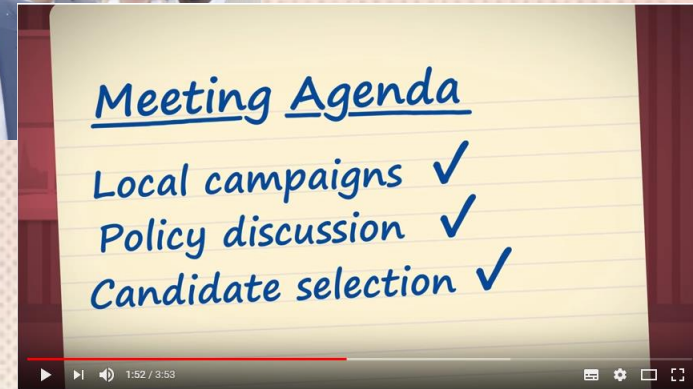 Meeting Agenda
Local campaigns ✓
Policy discussion ✓
Candidate selection ✓
1:52 / 3:53